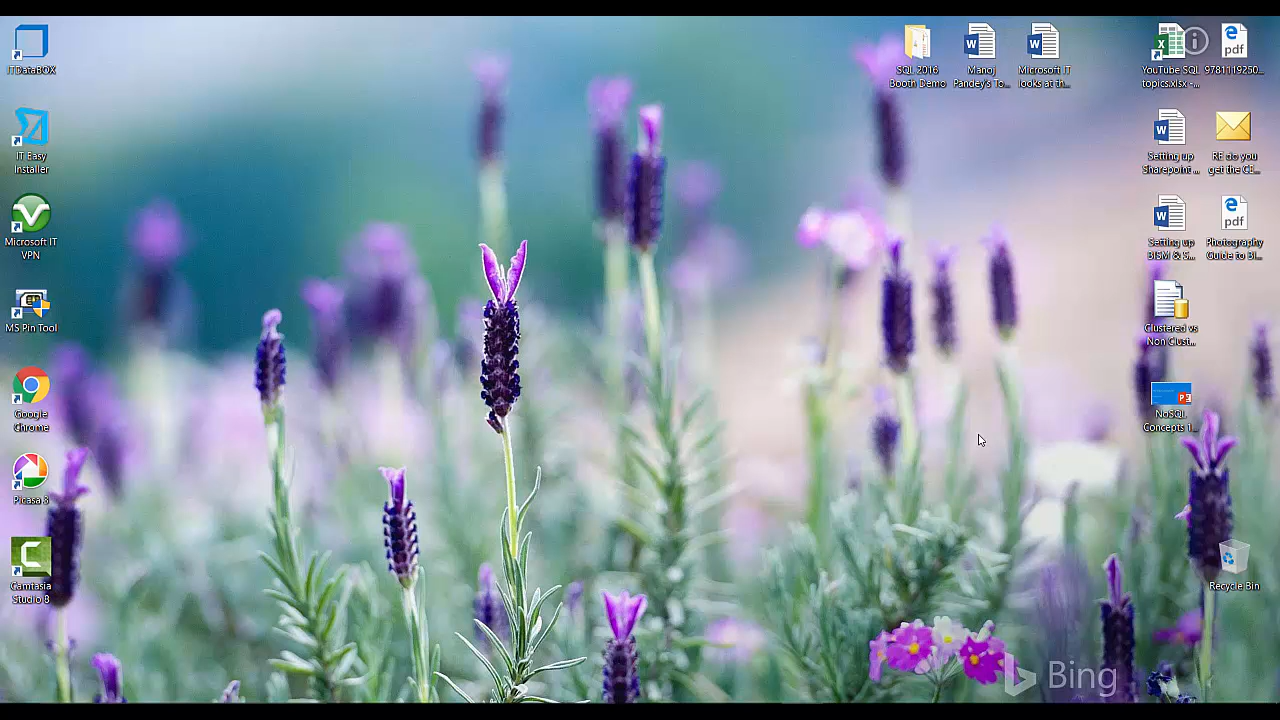 ITDataBOX
IT Easy
Installer
Microsoft IT
VPN
MS Pin Tool
Google
Chrome
Picasa 3
Camtasia
Studio 8
SQL 2016
Booth Demo
Manoj
Pandey's To...
Microsoft IT
looks at th...
YouTube SQL
topics.xlsx -...
pdf
9781119250...
Setting up
Sharepoint ...
RE do you
get the CE...
Setting up
BISM & S...
pdf
Photography
Guide to Bl...
Clustered vs
Non Clust...
NoSQL
Concepts 1...
Recycle Bin
Bing